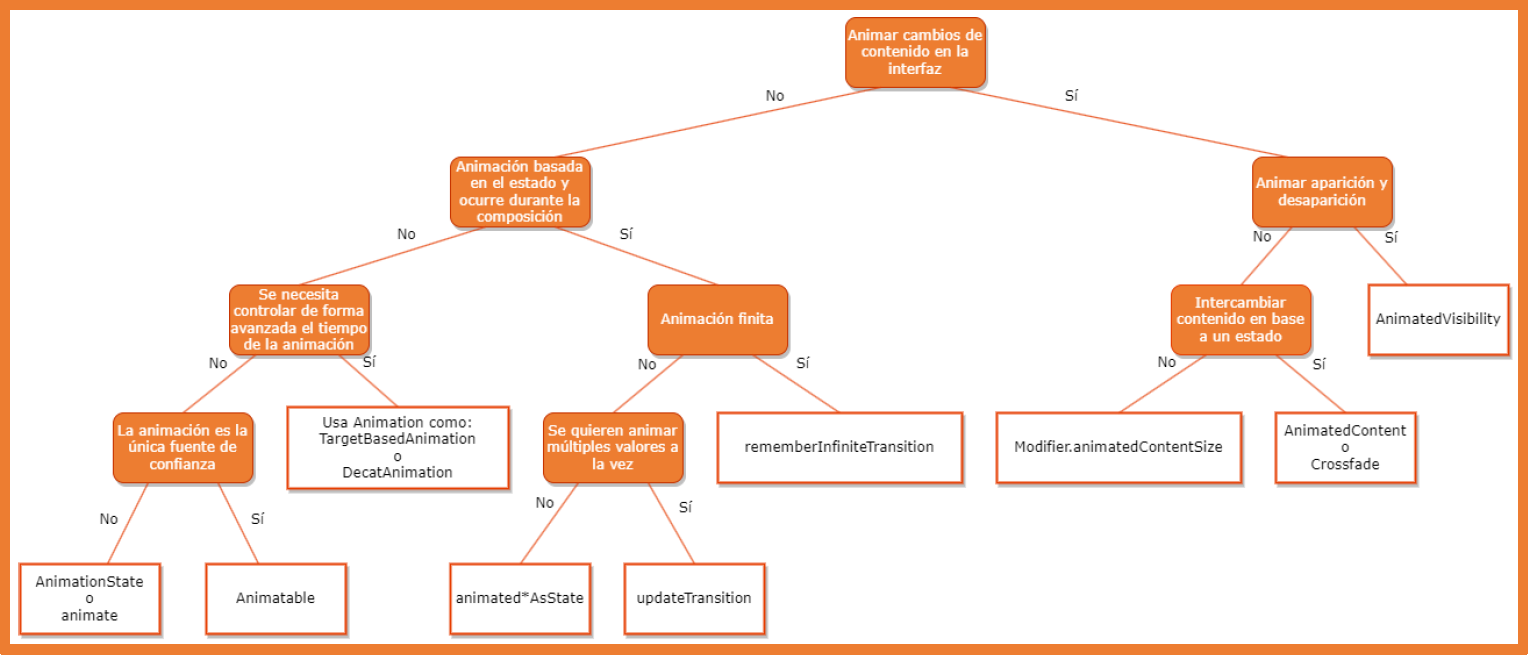 Animar cambios de
contenido en la
interfaz
No
Sí
Animación basada
en el estado y
ocurre durante la
composición
Animar aparición y
desaparición
No
Sí
No
Sí
Se necesita
controlar de forma
avanzada el tiempo
de la animación
Animación finita
Intercambiar
contenido en base
a un estado
AnimatedVisibility
No
Sí
No
Sí
No
Sí
La animación es la
única fuente de
confianza
Usa Animation como:
TargetBasedAnimation
o
DecatAnimation
Se quieren animar
múltiples valores a
la vez
rememberInfiniteTransition
Modifier.animatedContentSize
AnimatedContent
o
Crossfade
No
Sí
No
Sí
AnimationState
o
animate
Animatable
animated*AsState
updateTransition